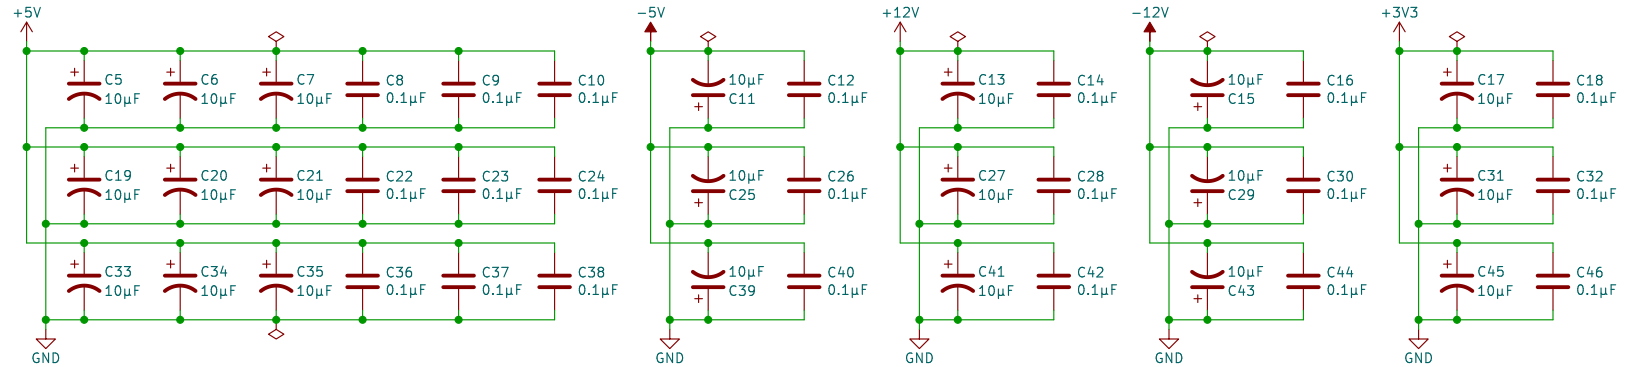 +5V
-5V
+12V
-12V
+3V3
+ C5 10µF
+ C6 10µF
+ C7 10µF
C8 0.1µF
C9 0.1µF
C10 0.1µF
10µF C11 +
C12 0.1µF
+ C13 10µF
C14 0.1µF
10µF C15 +
C16 0.1µF
+ C17 10µF
C18 0.1µF
+ C19 10µF
+ C20 10µF
+ C21 10µF
C22 0.1µF
C23 0.1µF
C24 0.1µF
10µF C25 +
C26 0.1µF
+ C27 10µF
C28 0.1µF
10µF C29 +
C30 0.1µF
+ C31 10µF
C32 0.1µF
+ C33 10µF
+ C34 10µF
+ C35 10µF
C36 0.1µF
C37 0.1µF
C38 0.1µF
10µF C39 +
C40 0.1µF
+ C41 10µF
C42 0.1µF
10µF C43 +
C44 0.1µF
+ C45 10µF
C46 0.1µF
GND
GND
GND
GND
GND